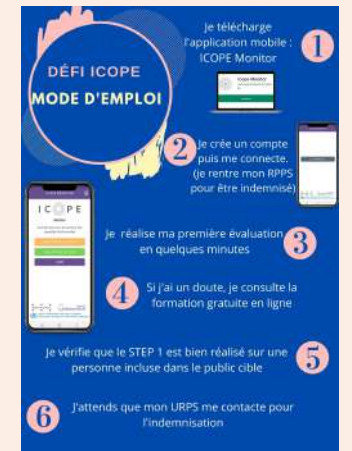 DÉFI ICOPE
MODE D'EMPLOI
Je télécharge
l'application mobile :
ICOPE Monitor
1
Icope Monitor
2
Je crée un compte
puis me connecte.
(je rentre mon RPPS
pour être indemnisé)
ICOPE
Je réalise ma première évaluation
en quelques minutes
3
4
Si j'ai un doute, je consulte la
formation gratuite en ligne
Je vérifie que le STEP 1 est bien réalisé sur une
personne incluse dans le public cible
5
6
J'attends que mon URPS me contacte pour
l'indemnisation